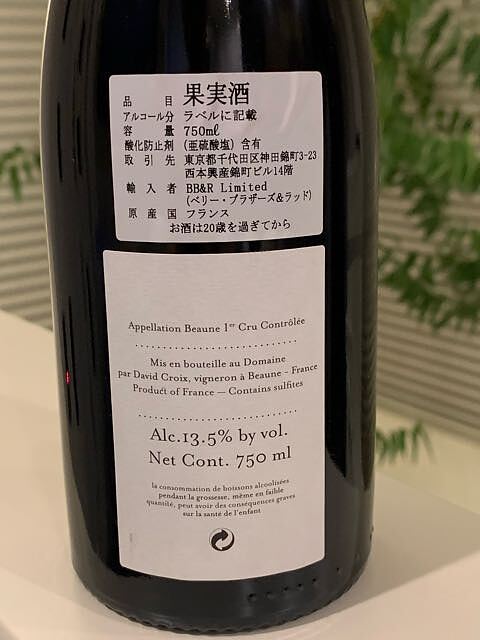 品目 果実酒
アルコール分 ラベルに記載
容量 750mℓ
酸化防止剤 (亜硫酸塩) 含有
取引先 東京都千代田区神田錦町3-23
西本興産錦町ビル14階
輸入者 BB&R Limited
(ベリー・ブラザーズ&ラッド)
原産国 フランス
お酒は20歳を過ぎてから
Appellation Beaune 1er Cru Contrôlée
Mis en bouteille au Domaine
par David Croix, vigneron à Beaune - France
Product of France — Contains sulfites
Alc.13.5% by vol.
Net Cont. 750 ml
la consommation de boissons alcoolisées
pendant la grossesse, même en faible
quantité, peut avoir des conséquences graves
sur la santé de l'enfant